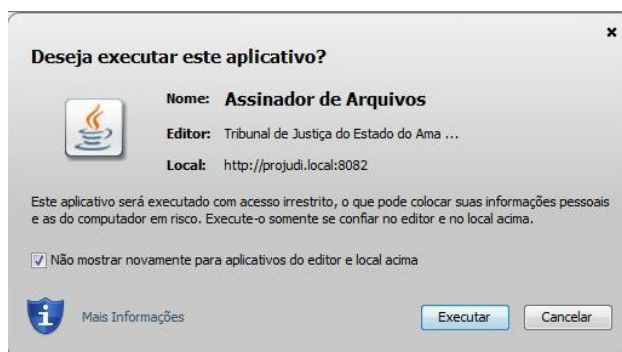 Deseja executar este aplicativo?
Nome: Assinador de Arquivos
Editor: Tribunal de Justiça do Estado do Ama ...
Local: http://projudi.local:8082
Este aplicativo será executado com acesso irrestrito, o que pode colocar suas informações pessoais
e as do computador em risco. Execute-o somente se confiar no editor e no local acima.
Não mostrar novamente para aplicativos do editor e local acima
Mais Informações Executar Cancelar